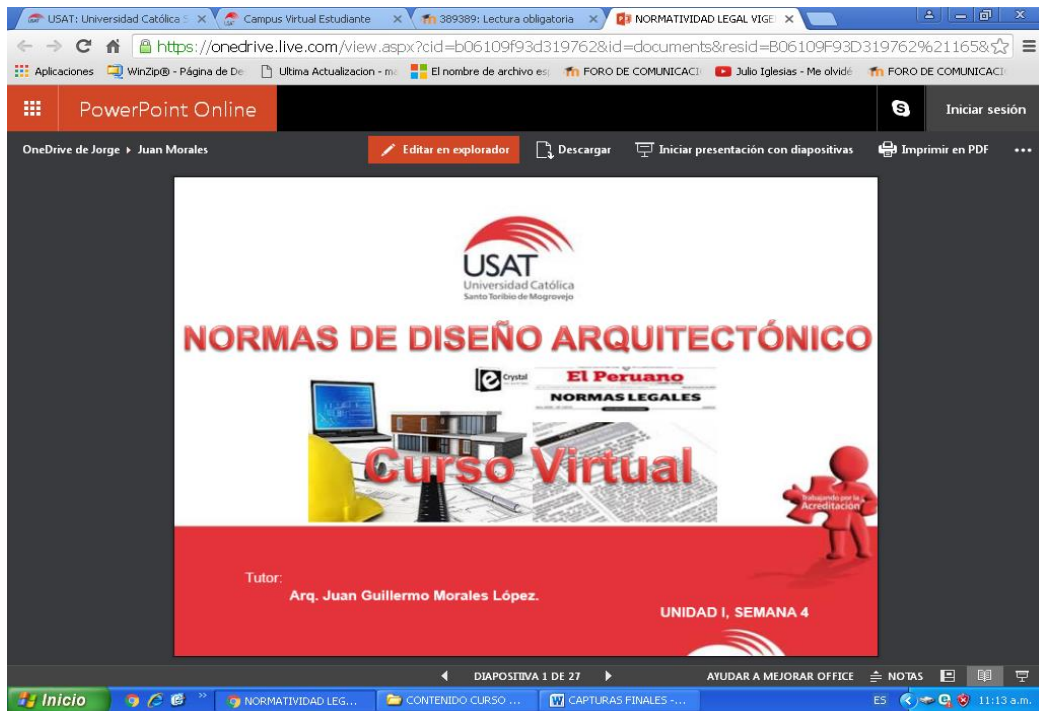 USAT: Universidad Católica S
Campus Virtual Estudiante
389389: Lectura obligatoria
NORMATIVIDAD LEGAL VIGE
https://onedrive.live.com/view.aspx?cid=b06109f93d319762&id=documents&resid=B06109F93D319762%21165&
Aplicaciones
WinZip® - Página de De
Ultima Actualizacion - m
El nombre de archivo es
FORO DE COMUNICACI
Julio Iglesias - Me olvidé
FORO DE COMUNICACI
PowerPoint Online
Iniciar sesión
OneDrive de Jorge
Juan Morales
Editar en explorador
Descargar
Iniciar presentación con diapositivas
Imprimir en PDF
USAT
Universidad Católica
Santo Toribio de Mogrovejo
NORMAS DE DISEÑO ARQUITECTÓNICO
Crystal
El Peruano
NORMAS LEGALES
Curso Virtual
Trabajando por la
Acreditación
Tutor:
Arq. Juan Guillermo Morales López.
UNIDAD I, SEMANA 4
DIAPOSITIVA 1 DE 27
AYUDAR A MEJORAR OFFICE
NOTAS
Inicio
NORMATIVIDAD LEG...
CONTENIDO CURSO ...
CAPTURAS FINALES -...
ES
11:13 a.m.